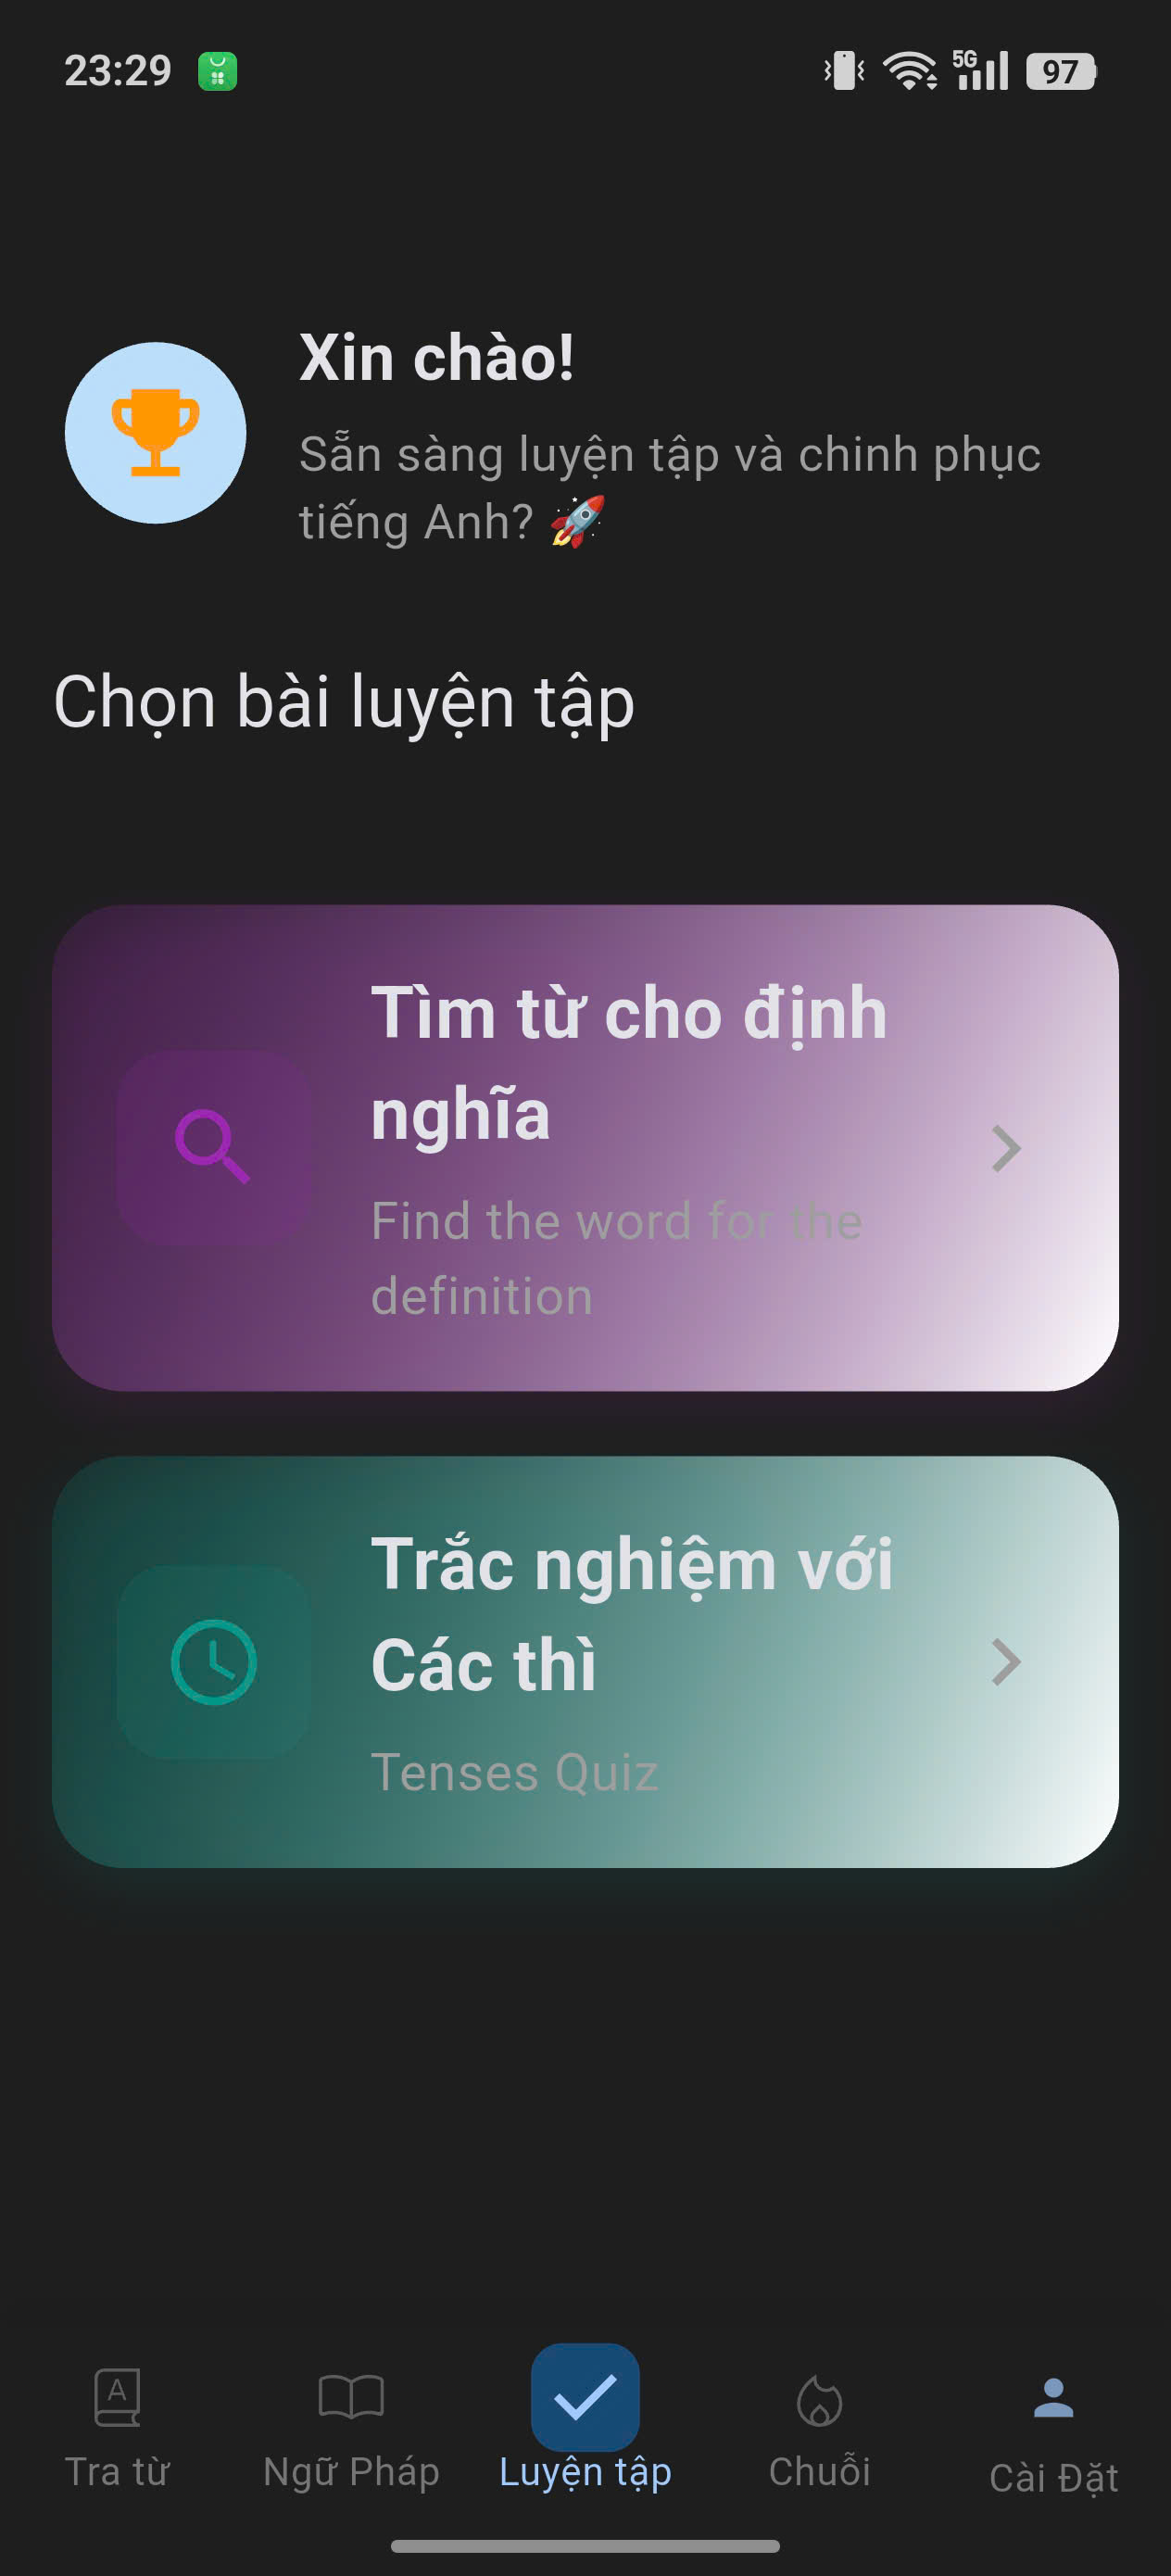 23:29
5G
97
Xin chào!
Sẵn sàng luyện tập và chinh phục
tiếng Anh? 🚀
Chọn bài luyện tập
Tìm từ cho định
nghĩa
Find the word for the
definition
Trắc nghiệm với
Các thì
Tenses Quiz
A
Tra từ
Ngữ Pháp
Luyện tập
Chuỗi
Cài Đặt